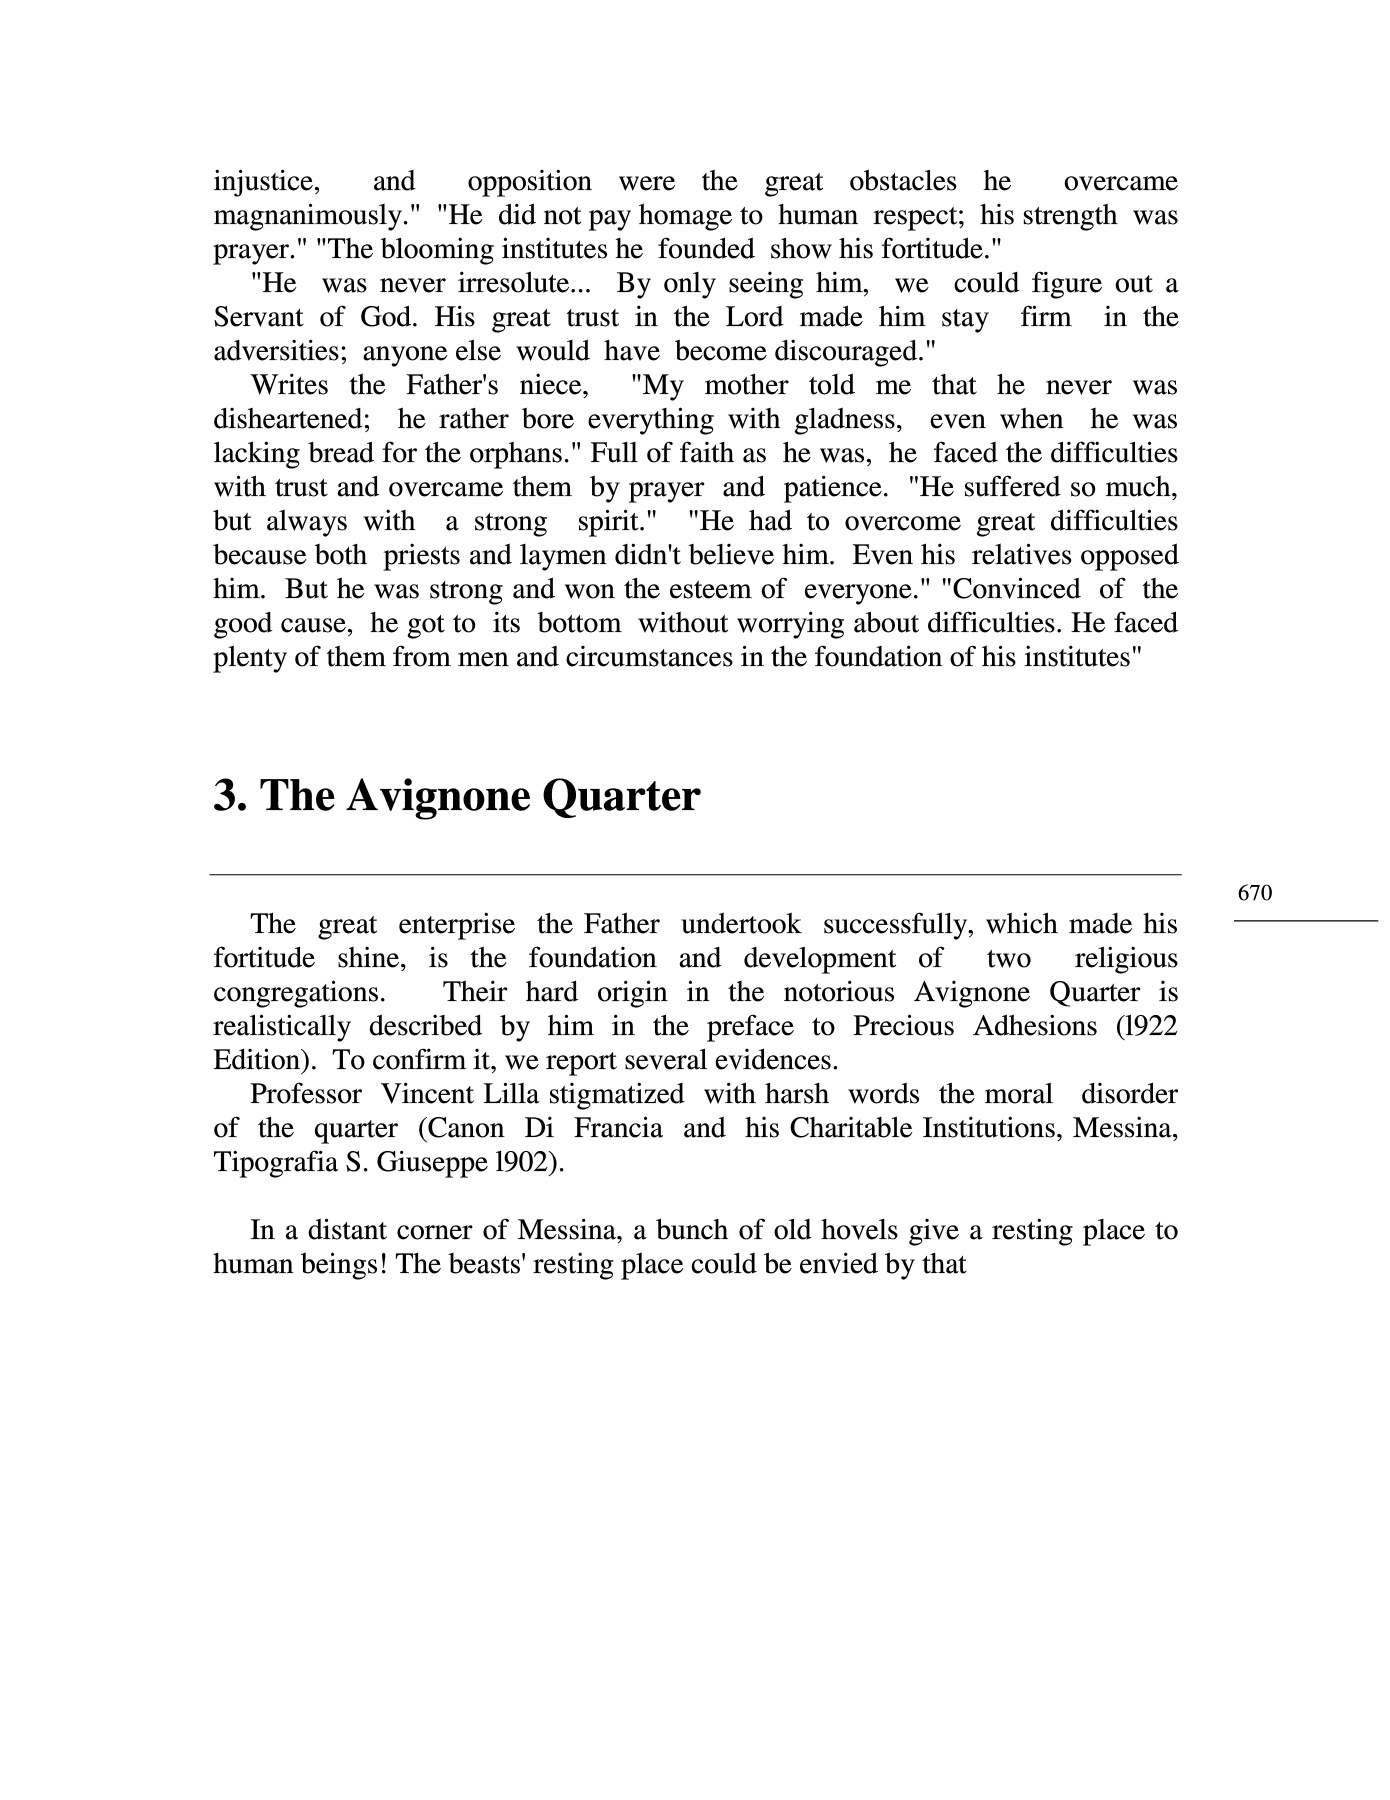 injustice, and opposition were the great obstacles he overcame
magnanimously." "He did not pay homage to human respect; his strength was
prayer." "The blooming institutes he founded show his fortitude."
"He was never irresolute... By only seeing him, we could figure out a
Servant of God. His great trust in the Lord made him stay firm in the
adversities; anyone else would have become discouraged."
Writes the Father's niece, "My mother told me that he never was
disheartened; he rather bore everything with gladness, even when he was
lacking bread for the orphans." Full of faith as he was, he faced the difficulties
with trust and overcame them by prayer and patience. "He suffered so much,
but always with a strong spirit." "He had to overcome great difficulties
because both priests and laymen didn't believe him. Even his relatives opposed
him. But he was strong and won the esteem of everyone." "Convinced of the
good cause, he got to its bottom without worrying about difficulties. He faced
plenty of them from men and circumstances in the foundation of his institutes"
3. The Avignone Quarter
670
The great enterprise the Father undertook successfully, which made his
fortitude shine, is the foundation and development of two religious
congregations. Their hard origin in the notorious Avignone Quarter is
realistically described by him in the preface to Precious Adhesions (l922
Edition). To confirm it, we report several evidences.
Professor Vincent Lilla stigmatized with harsh words the moral disorder
of the quarter (Canon Di Francia and his Charitable Institutions, Messina,
Tipografia S. Giuseppe l902).
In a distant corner of Messina, a bunch of old hovels give a resting place to
human beings! The beasts' resting place could be envied by that